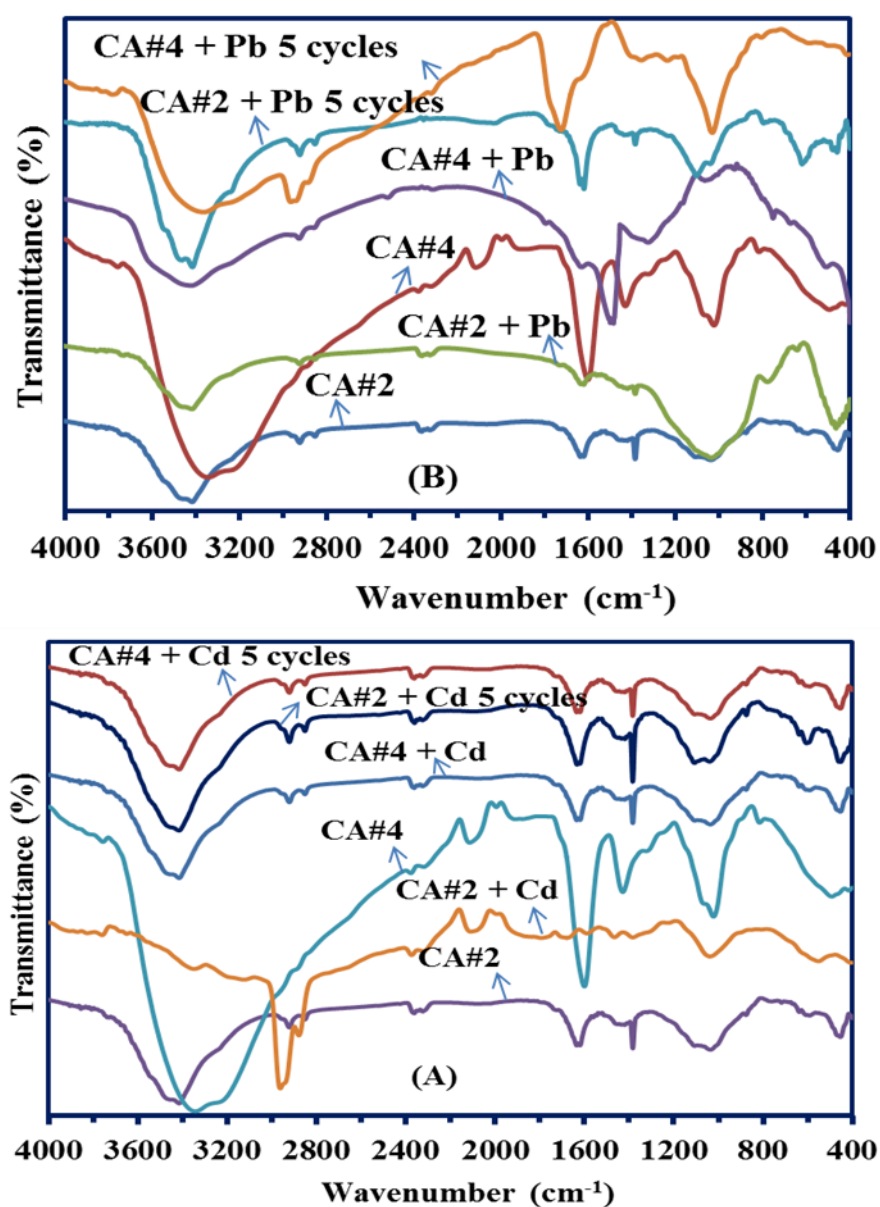 CA#4 + Pb 5 cycles
CA#2 + Pb 5 cycles
CA#4 + Pb
CA#4
CA#2 + Pb
CA#2
(B)
Transmittance (%)
4000 3600 3200 2800 2400 2000 1600 1200 800 400
Wavenumber (cm⁻¹)
CA#4 + Cd 5 cycles
CA#2 + Cd 5 cycles
CA#4 + Cd
CA#4
CA#2 + Cd
CA#2
(A)
Transmittance (%)
4000 3600 3200 2800 2400 2000 1600 1200 800 400
Wavenumber (cm⁻¹)